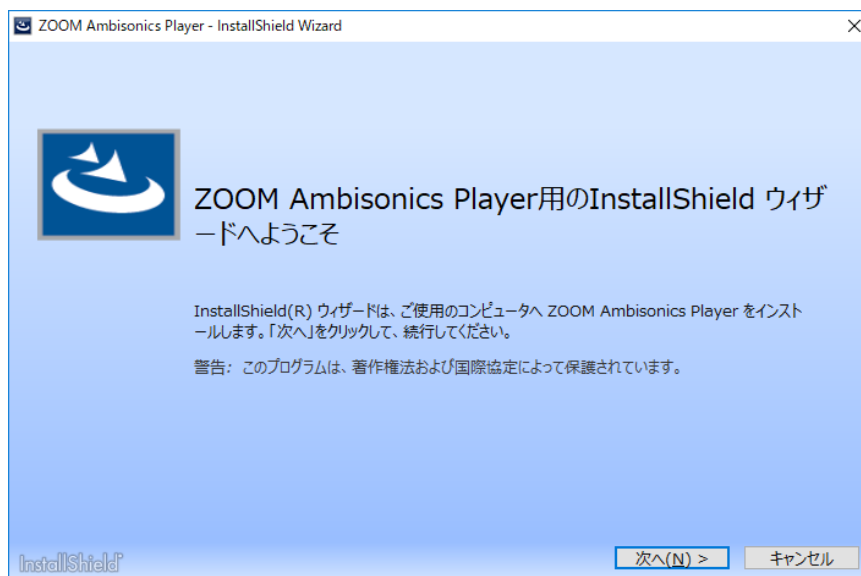 ZOOM Ambisonics Player - InstallShield Wizard
ZOOM Ambisonics Player用のInstallShield ウィザ
ードへようこそ
InstallShield(R) ウィザードは、ご使用のコンピュータへ ZOOM Ambisonics Player をインスト
ールします。「次へ」をクリックして、続行してください。
警告: このプログラムは、著作権法および国際協定によって保護されています。
InstallShield
次へ(N) > キャンセル